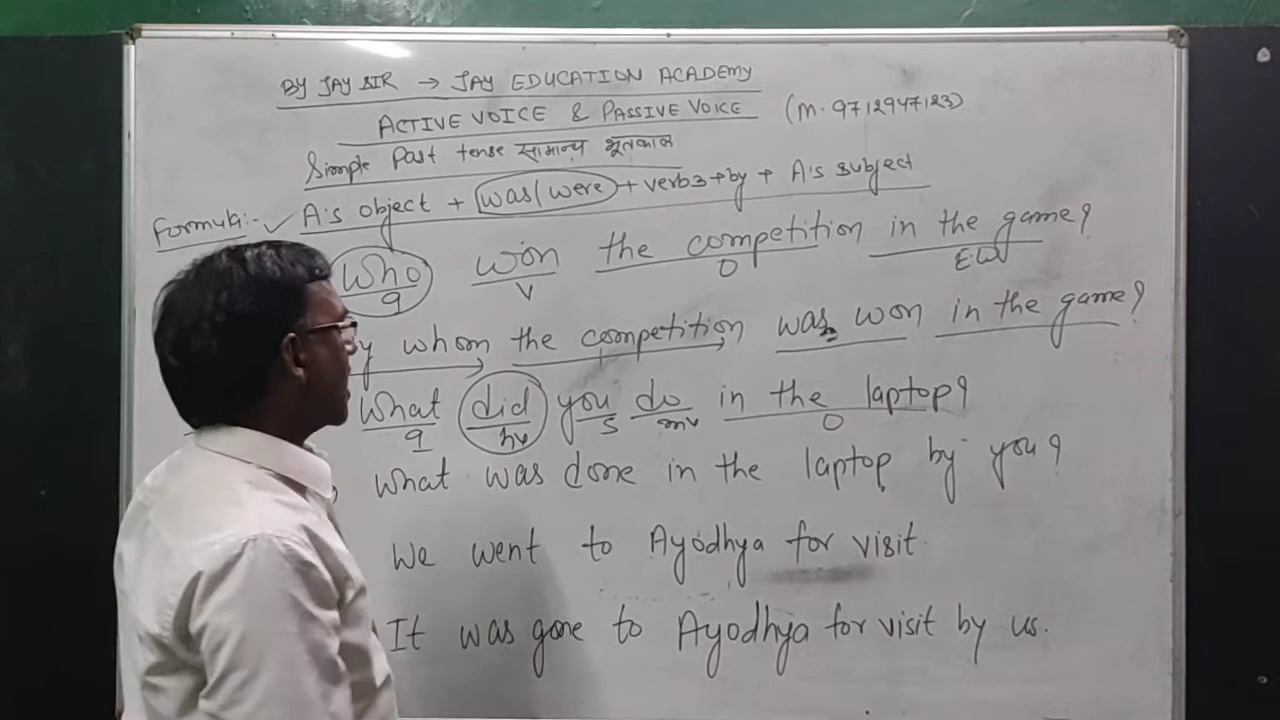 BY JAY SIR → JAY EDUCATION ACADEMY
ACTIVE VOICE & PASSIVE VOICE (M. 9712947123)
Simple Past tense सामान्य भूतकाल
Formula:- ✓ A's object + was/were + verb3 + by + A's subject
Who won the competition in the game?
q v O E.W
whom the competition was won in the game?
What did you do in the laptop?
q hv S mv O
What was done in the laptop by you?
We went to Ayodhya for visit.
It was gone to Ayodhya for visit by us.